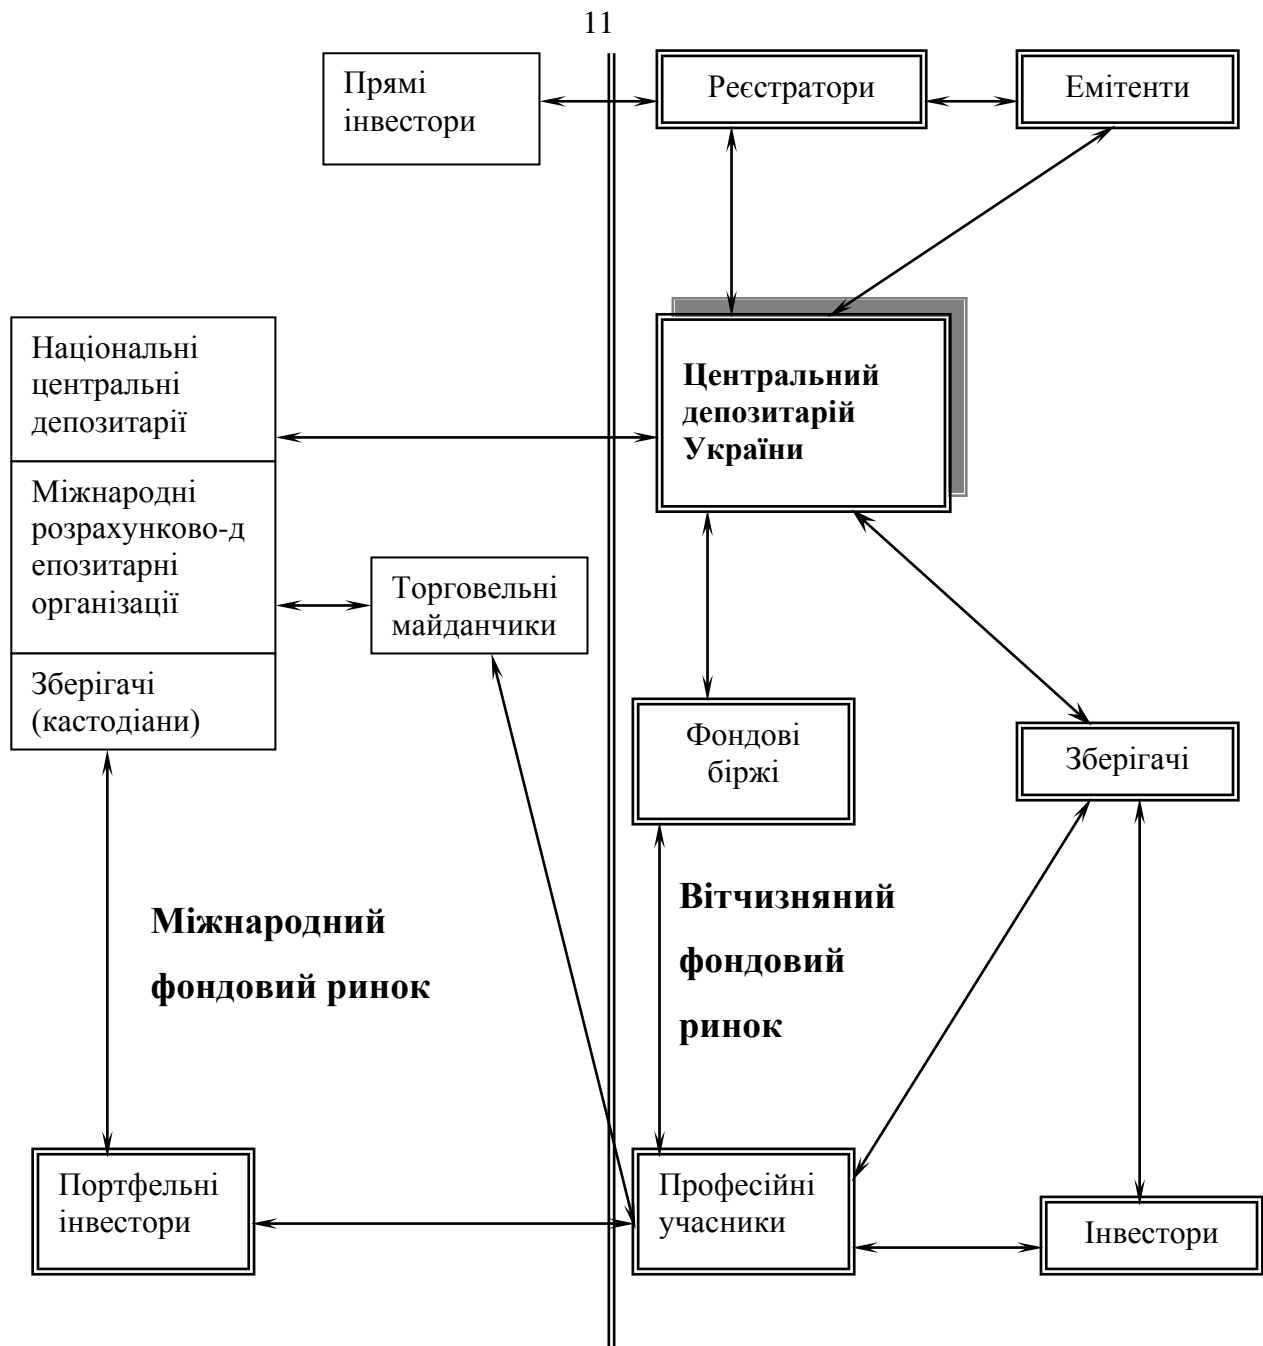 11
Прямі
інвестори
Реєстратори
Емітенти
Національні
центральні
депозитарії
Центральний
депозитарій
України
Міжнародні
розрахунково-д
епозитарні
організації
Торговельні
майданчики
Зберігачі
(кастодіани)
Фондові
біржі
Зберігачі
Міжнародний
фондовий ринок
Вітчизняний
фондовий
ринок
Портфельні
інвестори
Професійні
учасники
Інвестори